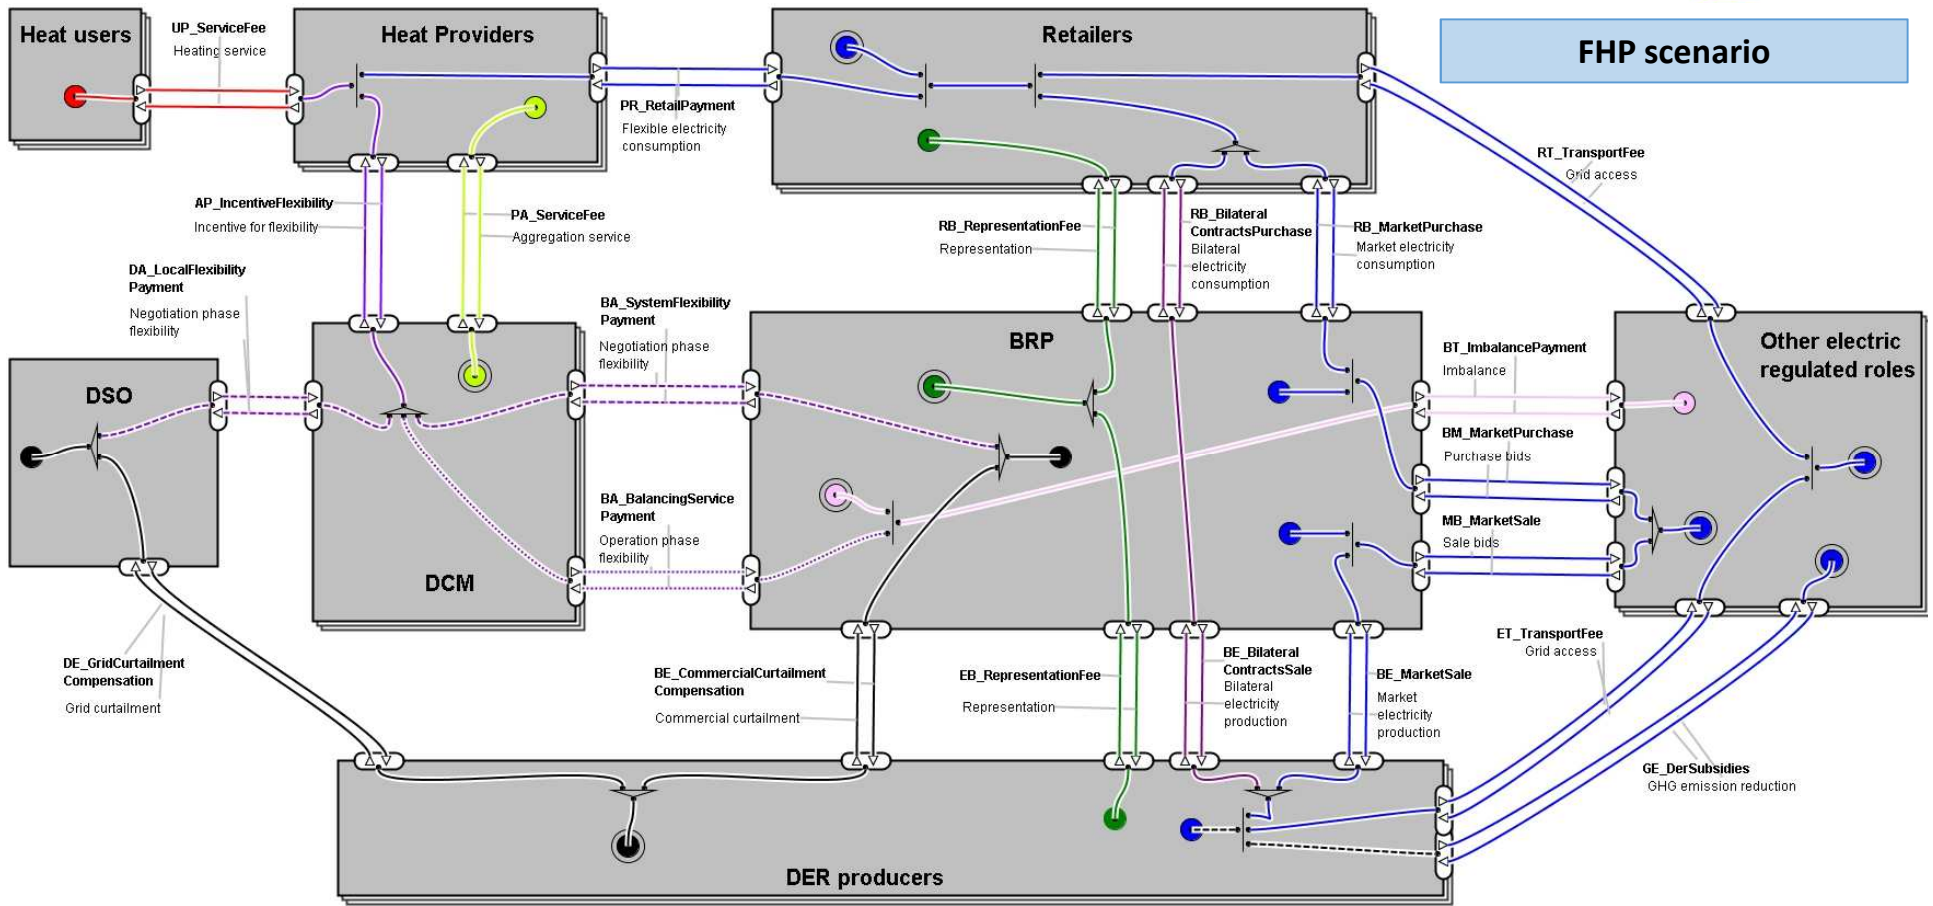 Heat users
UP_ServiceFee
Heating service
Heat Providers
PR_RetailPayment
Flexible electricity
consumption
Retailers
FHP scenario
RT_TransportFee
Grid access
AP_IncentiveFlexibility
Incentive for flexibility
PA_ServiceFee
Aggregation service
RB_RepresentationFee
Representation
RB_Bilateral
ContractsPurchase
Bilateral
electricity
consumption
RB_MarketPurchase
Market electricity
consumption
DA_LocalFlexibility
Payment
Negotiation phase
flexibility
BA_SystemFlexibility
Payment
Negotiation phase
flexibility
BRP
BT_ImbalancePayment
Imbalance
Other electric
regulated roles
DSO
BM_MarketPurchase
Purchase bids
BA_BalancingService
Payment
Operation phase
flexibility
MB_MarketSale
Sale bids
DCM
DE_GridCurtailment
Compensation
Grid curtailment
BE_CommercialCurtailment
Compensation
Commercial curtailment
EB_RepresentationFee
Representation
BE_Bilateral
ContractsSale
Bilateral
electricity
production
BE_MarketSale
Market
electricity
production
ET_TransportFee
Grid access
GE_DerSubsidies
GHG emission reduction
DER producers